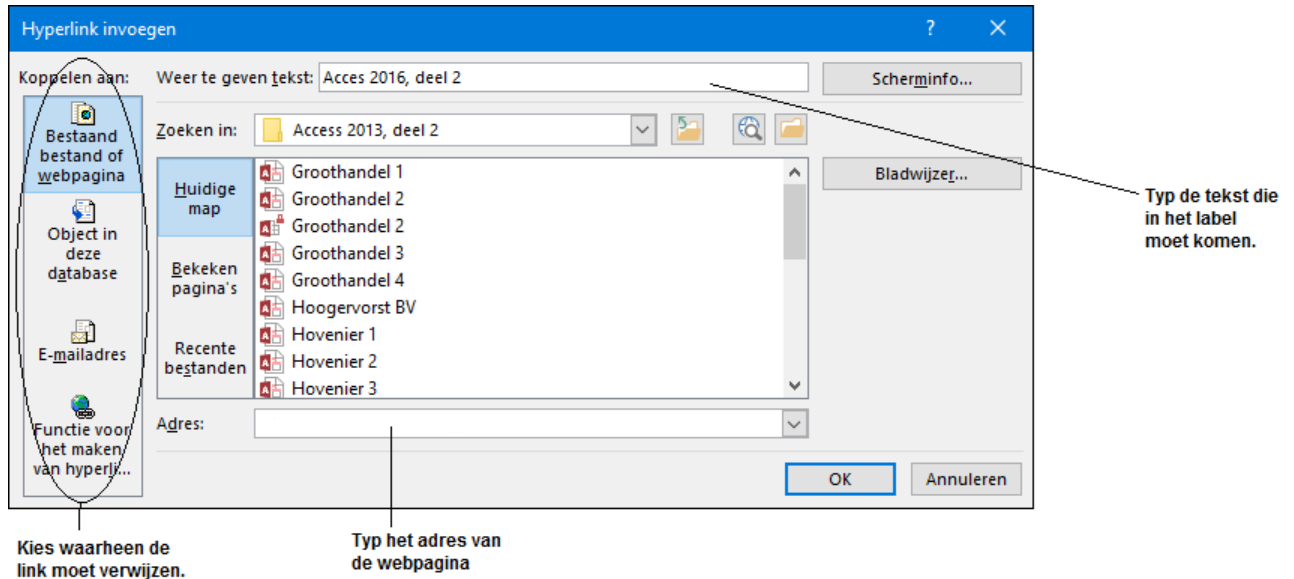 Hyperlink invoegen
?
Koppelen aan:
Bestaand
bestand of
webpagina
Object in
deze
database
E-mailadres
Functie voor
het maken
van hyperli...
Weer te geven tekst: Acces 2016, deel 2
Scherminfo...
Zoeken in: Access 2013, deel 2
Huidige
map
Bekeken
pagina's
Recente
bestanden
Groothandel 1
Groothandel 2
Groothandel 2
Groothandel 3
Groothandel 4
Hoogervorst BV
Hovenier 1
Hovenier 2
Hovenier 3
Bladwijzer...
Adres:
OK
Annuleren
Typ de tekst die
in het label
moet komen.
Kies waarheen de
link moet verwijzen.
Typ het adres van
de webpagina